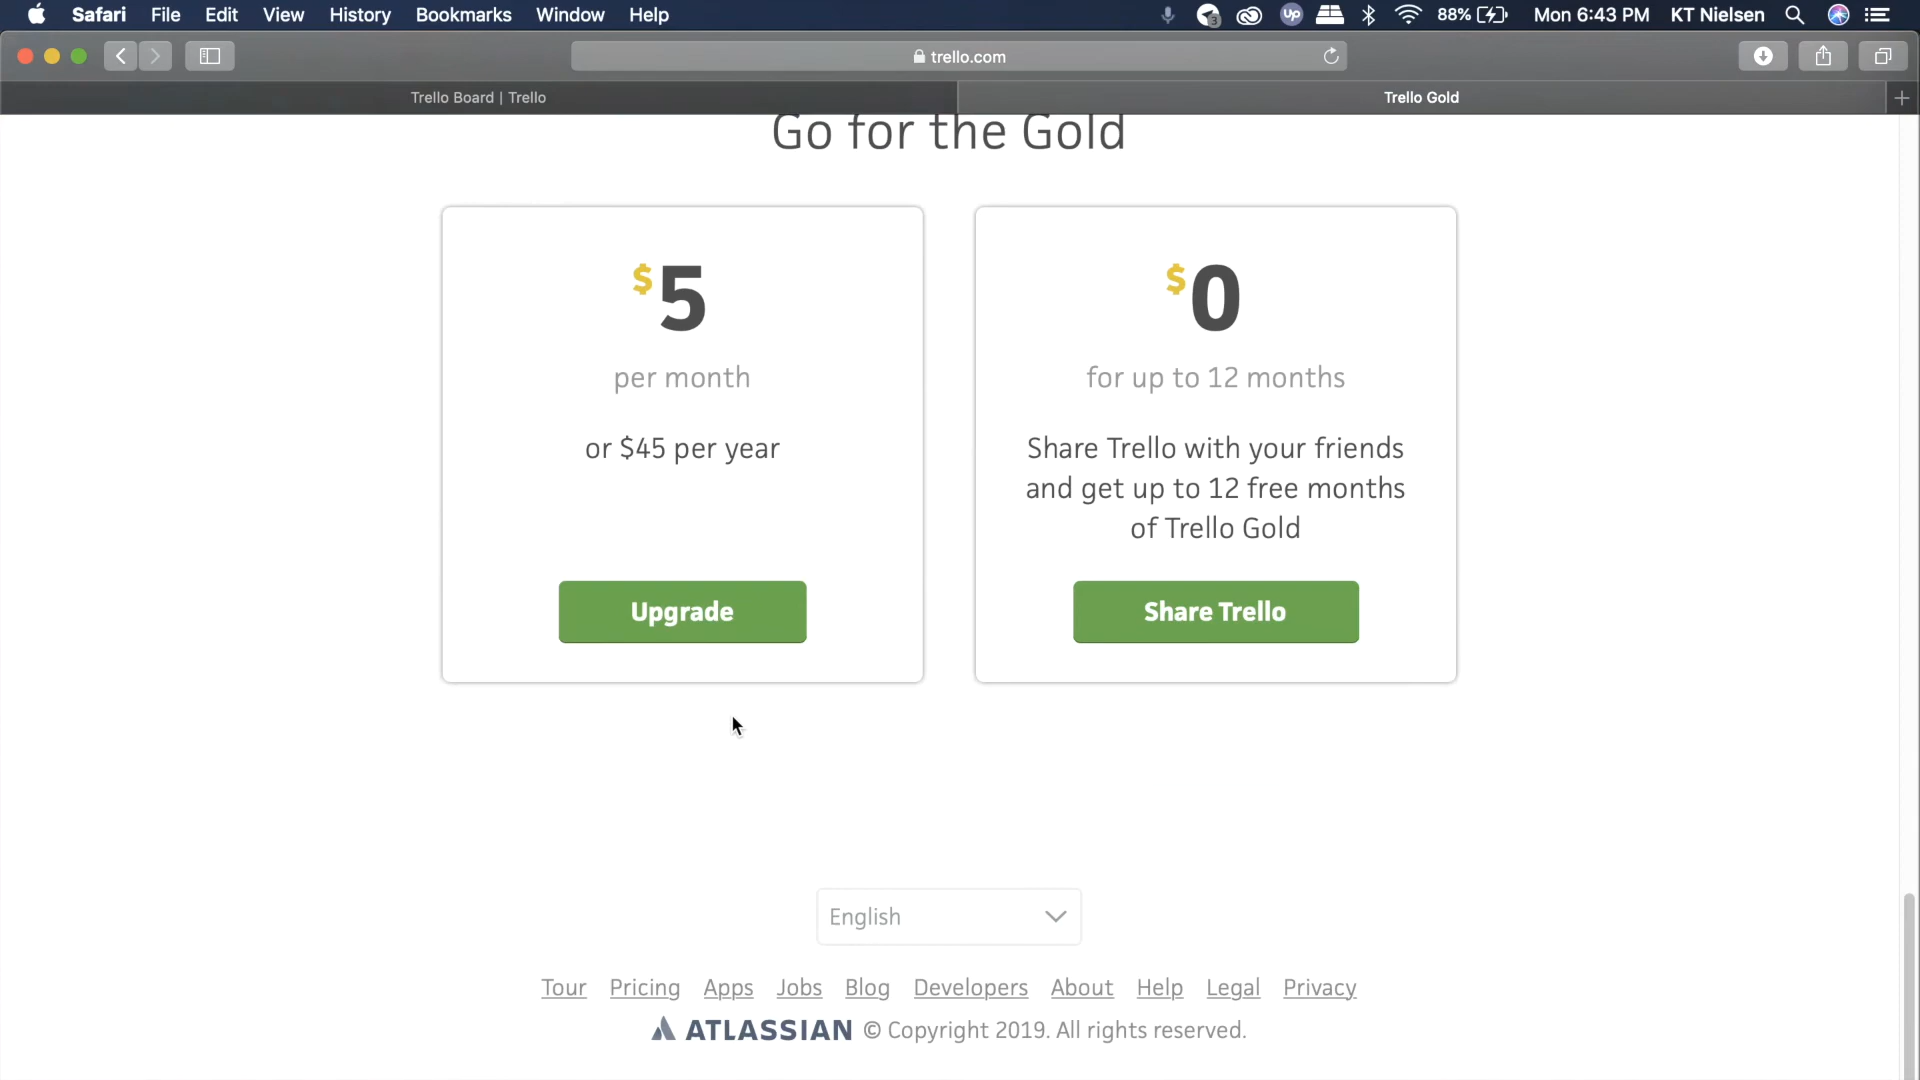 Safari File Edit View History Bookmarks Window Help 3 Up 88% Mon 6:43 PM KT Nielsen
trello.com
Trello Board | Trello Trello Gold
Go for the Gold
$5
per month
or $45 per year
Upgrade
$0
for up to 12 months
Share Trello with your friends
and get up to 12 free months
of Trello Gold
Share Trello
English
Tour Pricing Apps Jobs Blog Developers About Help Legal Privacy
ATLASSIAN © Copyright 2019. All rights reserved.